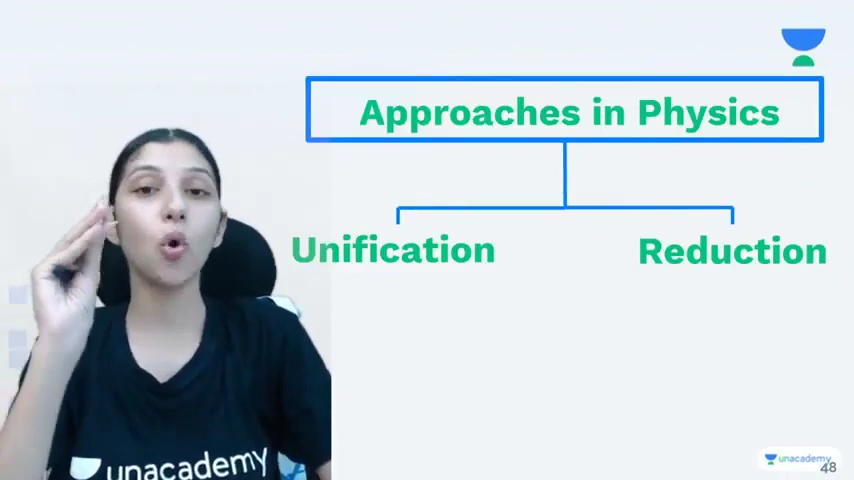 Approaches in Physics
Unification
Reduction
unacademy
unacademy
48